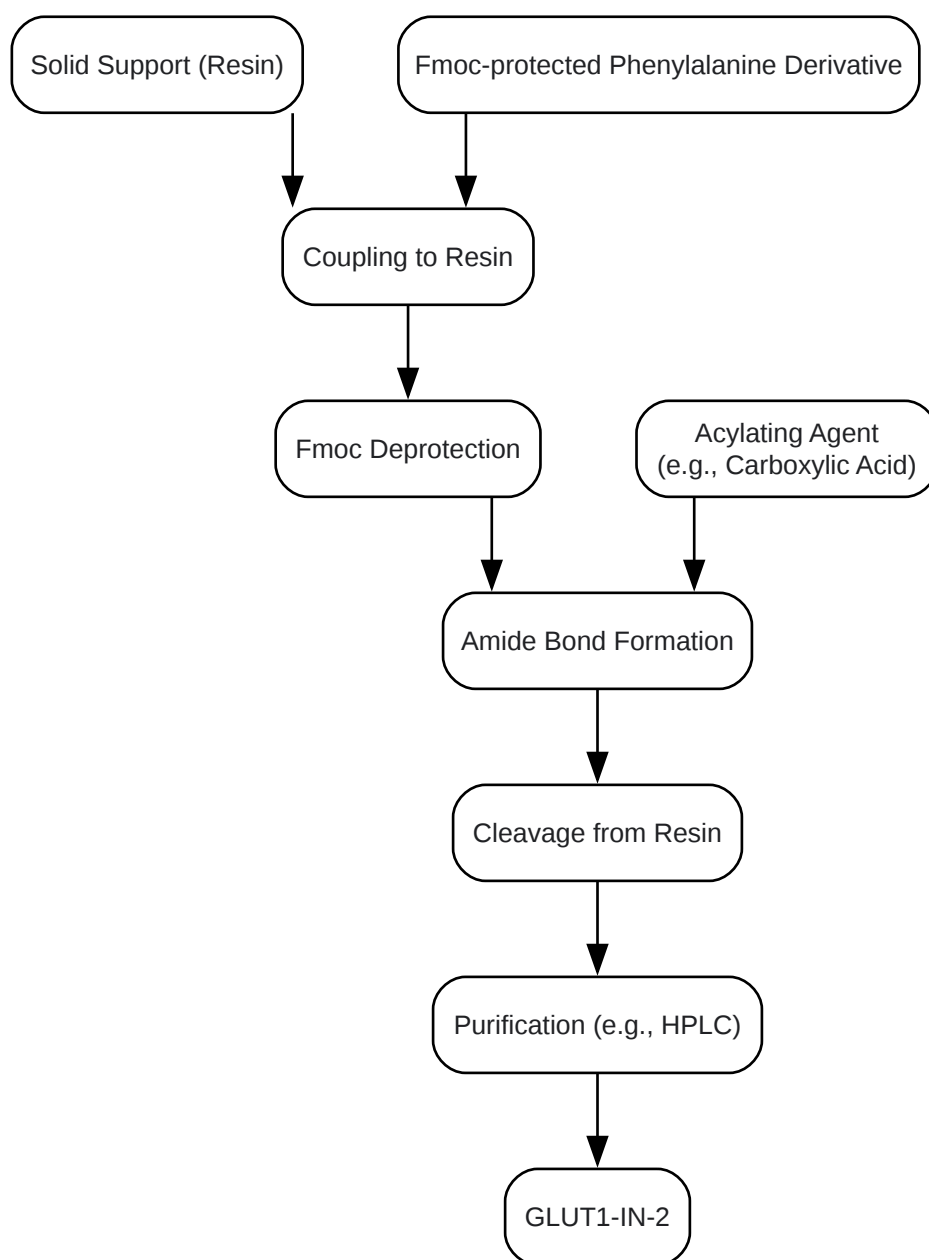 Solid Support (Resin)
Fmoc-protected Phenylalanine Derivative
Coupling to Resin
Fmoc Deprotection
Acylating Agent
(e.g., Carboxylic Acid)
Amide Bond Formation
Cleavage from Resin
Purification (e.g., HPLC)
GLUT1-IN-2